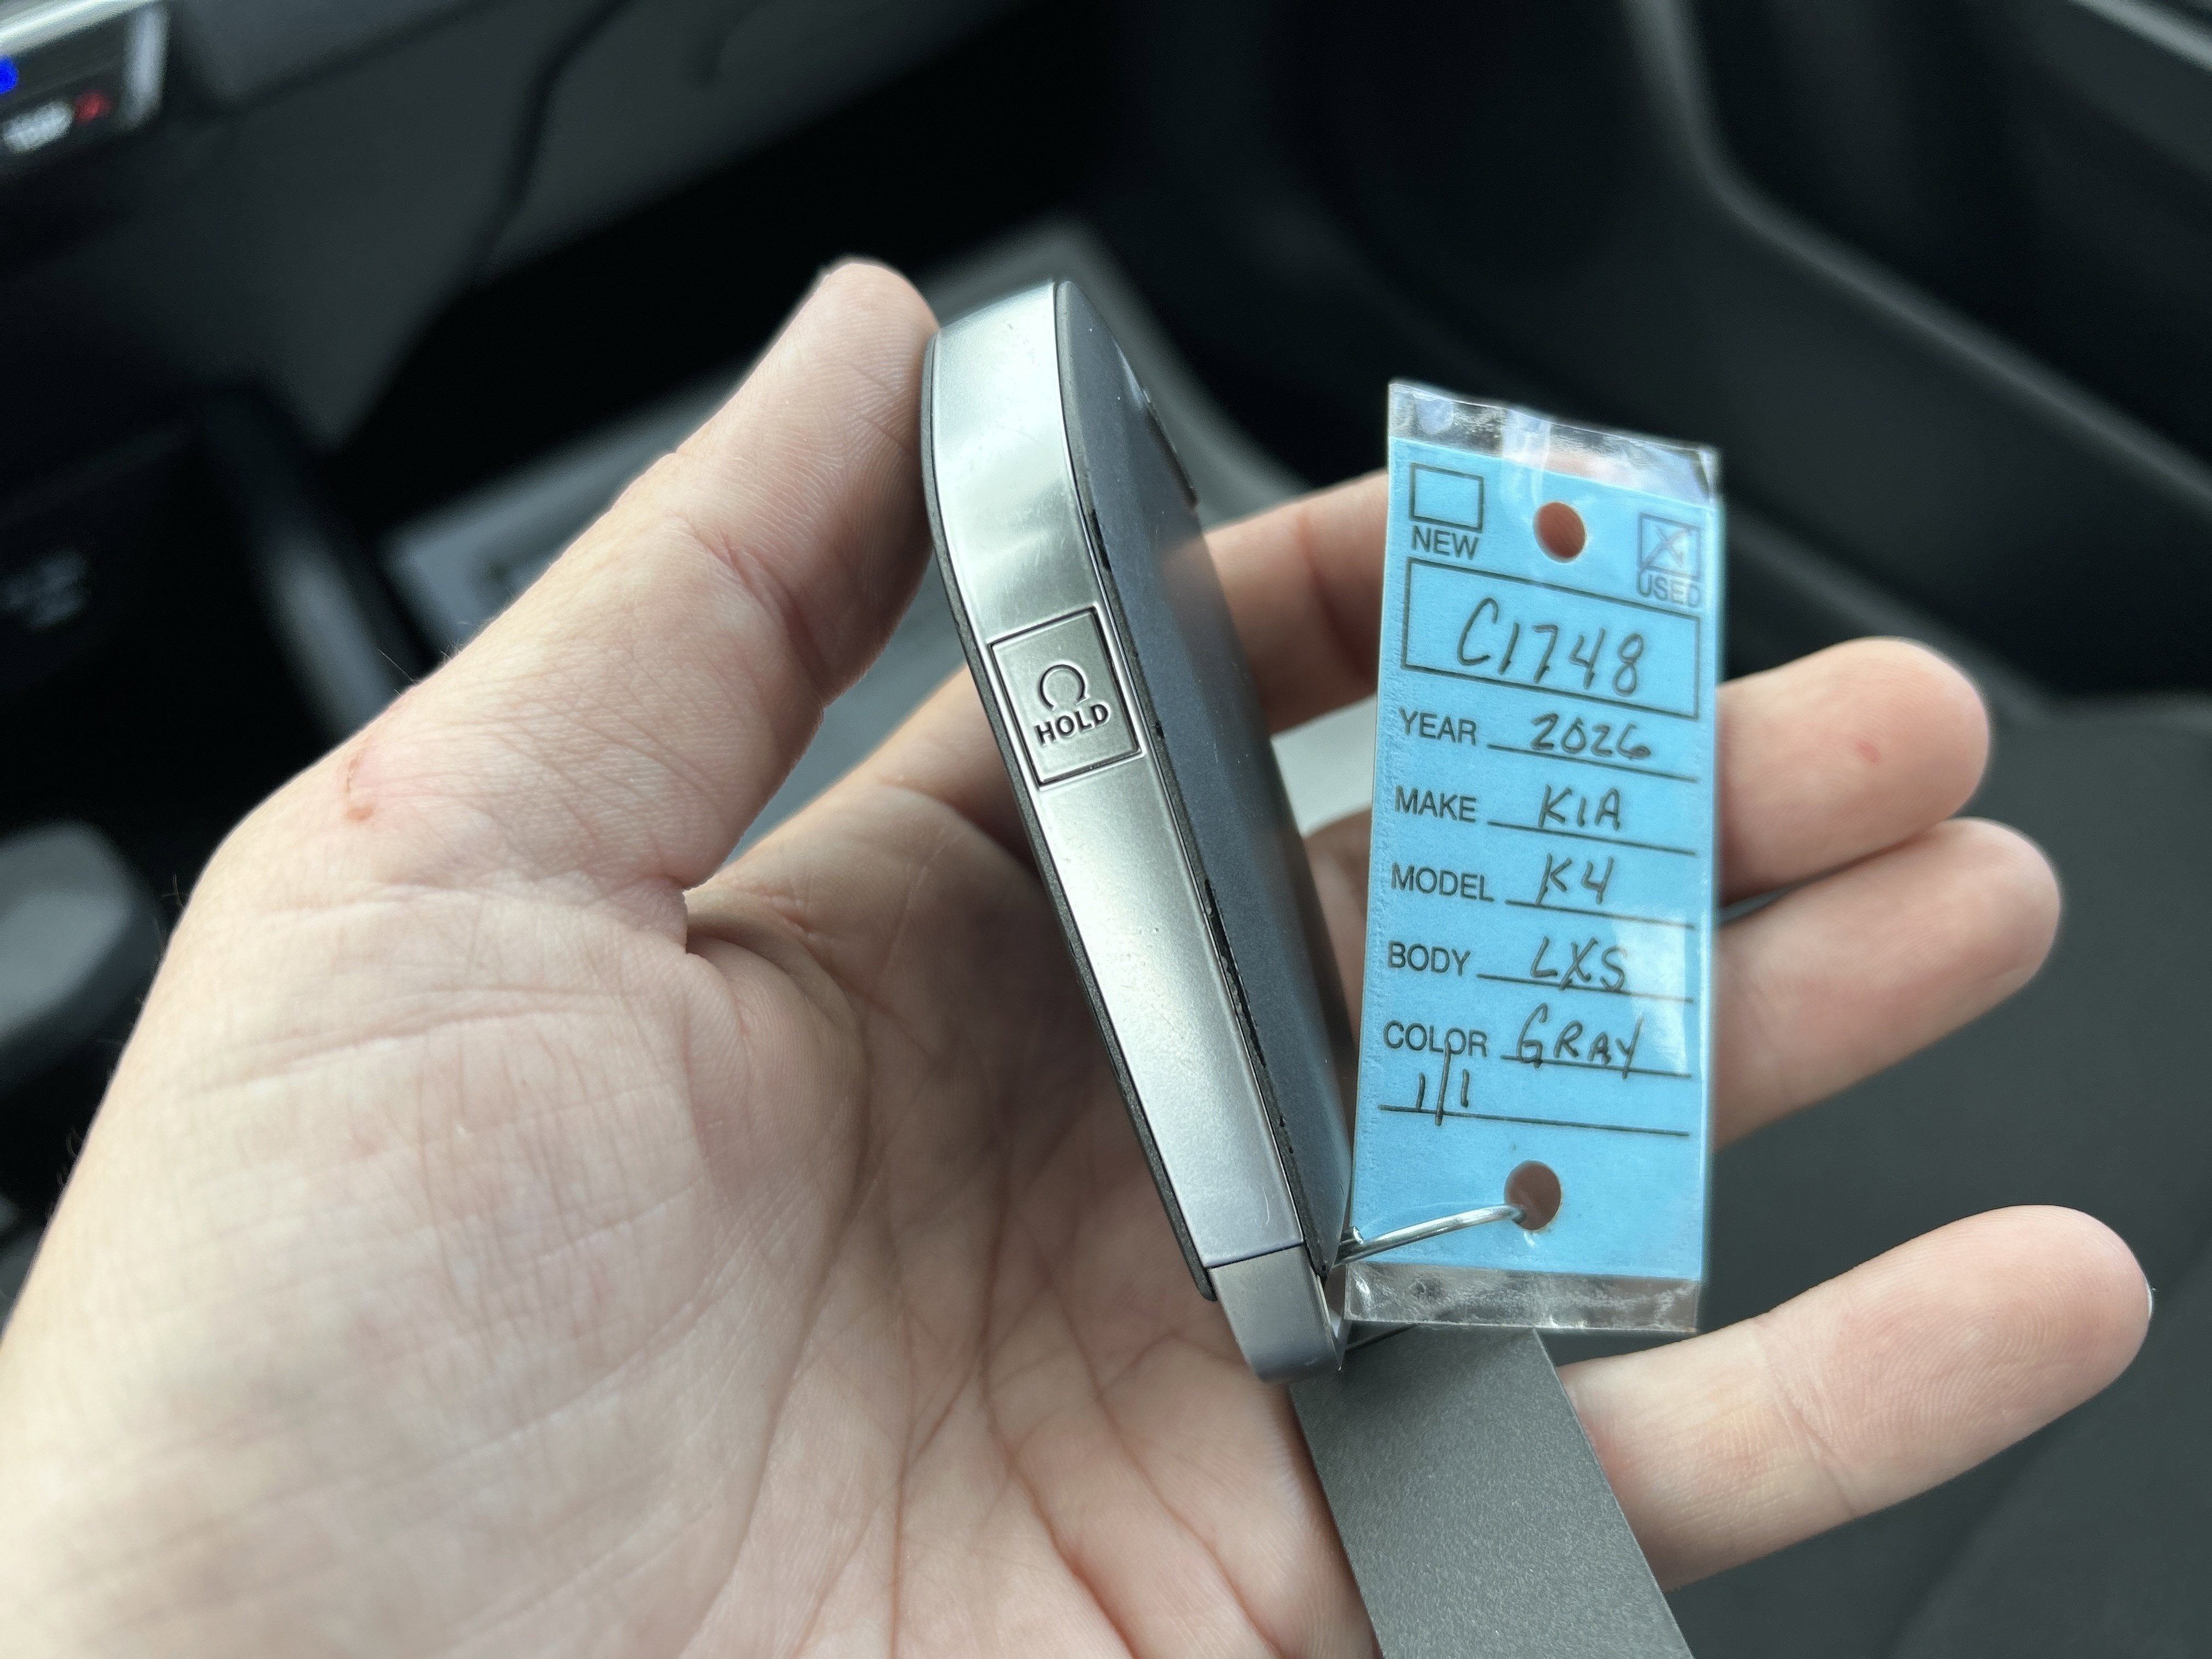 HOLD
NEW
USED
C1748
YEAR 2026
MAKE KIA
MODEL K4
BODY LXS
COLOR GRAY
1/1